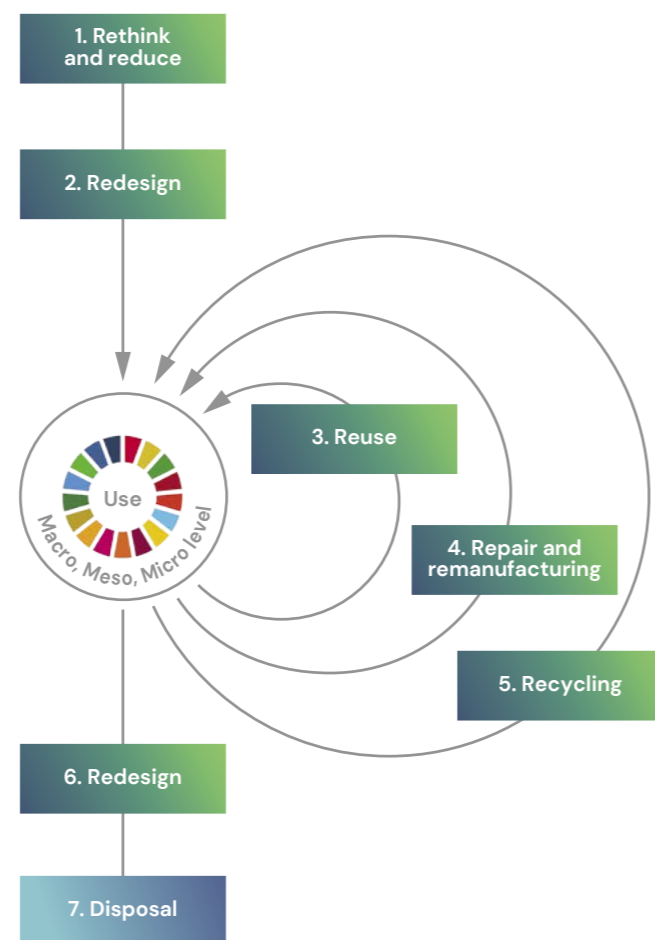 1. Rethink
and reduce
2. Redesign
3. Reuse
Use
Macro, Meso, Micro level
4. Repair and
remanufacturing
5. Recycling
6. Redesign
7. Disposal